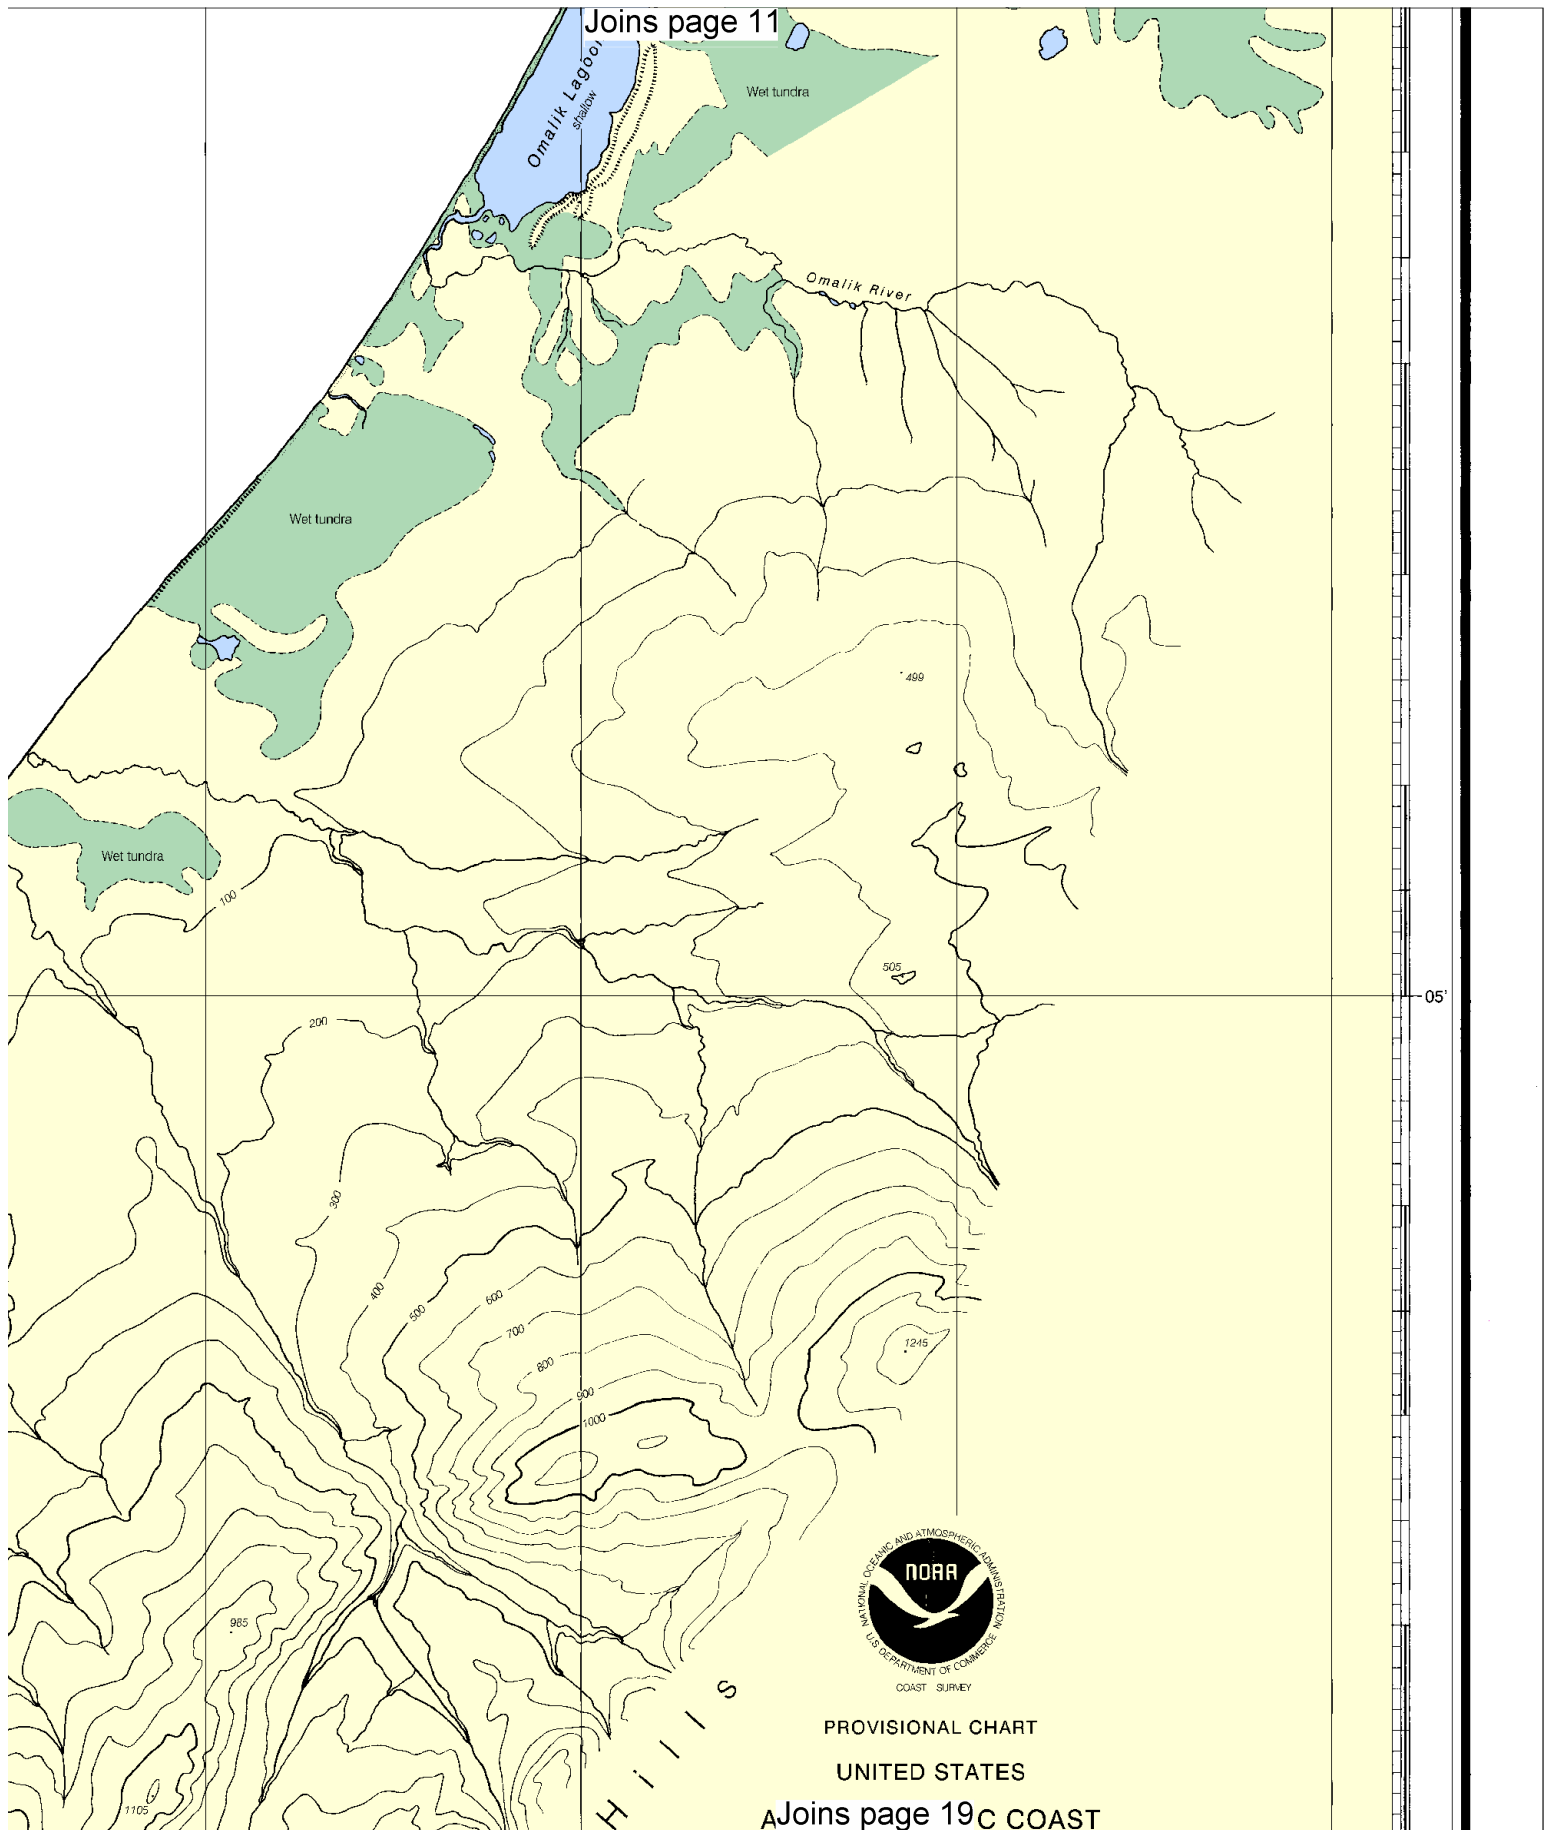 Joins page 11
Omalik Lagoon
shallow
Wet tundra
Omalik River
Wet tundra
499
Wet tundra
100
505
05'
200
300
400
500
600
700
800
900
1000
1245
985
1105
Hills
NATIONAL OCEANIC AND ATMOSPHERIC ADMINISTRATION
NOAA
U.S. DEPARTMENT OF COMMERCE
COAST SURVEY
PROVISIONAL CHART
UNITED STATES
Joins page 19
C COAST